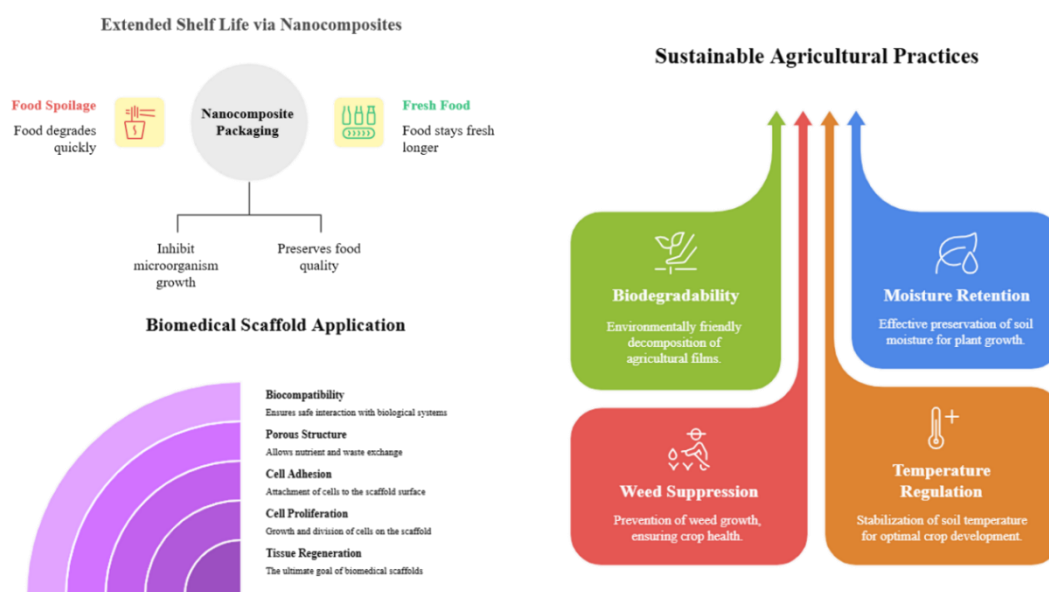 Extended Shelf Life via Nanocomposites
Food Spoilage
Food degrades
quickly
Nanocomposite
Packaging
Fresh Food
Food stays fresh
longer
Inhibit
microorganism
growth
Preserves food
quality
Biomedical Scaffold Application
Biocompatibility
Ensures safe interaction with biological systems
Porous Structure
Allows nutrient and waste exchange
Cell Adhesion
Attachment of cells to the scaffold surface
Cell Proliferation
Growth and division of cells on the scaffold
Tissue Regeneration
The ultimate goal of biomedical scaffolds
Sustainable Agricultural Practices
Biodegradability
Environmentally friendly
decomposition of
agricultural films.
Moisture Retention
Effective preservation of soil
moisture for plant growth.
Weed Suppression
Prevention of weed growth,
ensuring crop health.
Temperature
Regulation
Stabilization of soil temperature
for optimal crop development.